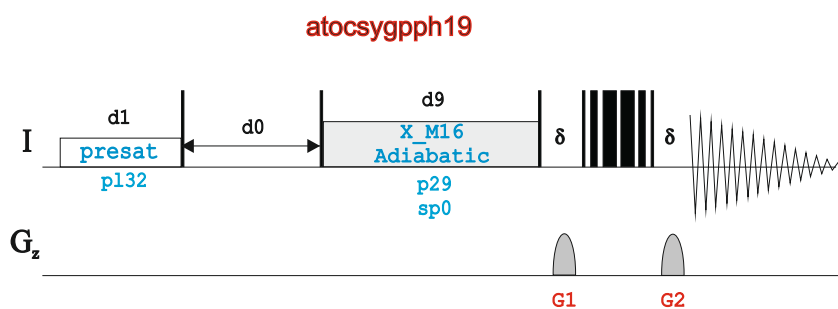 atocsygpph19
d1
d0
d9
I
presat
X_M16
Adiabatic
δ
δ
pl32
p29
sp0
Gz
G1
G2